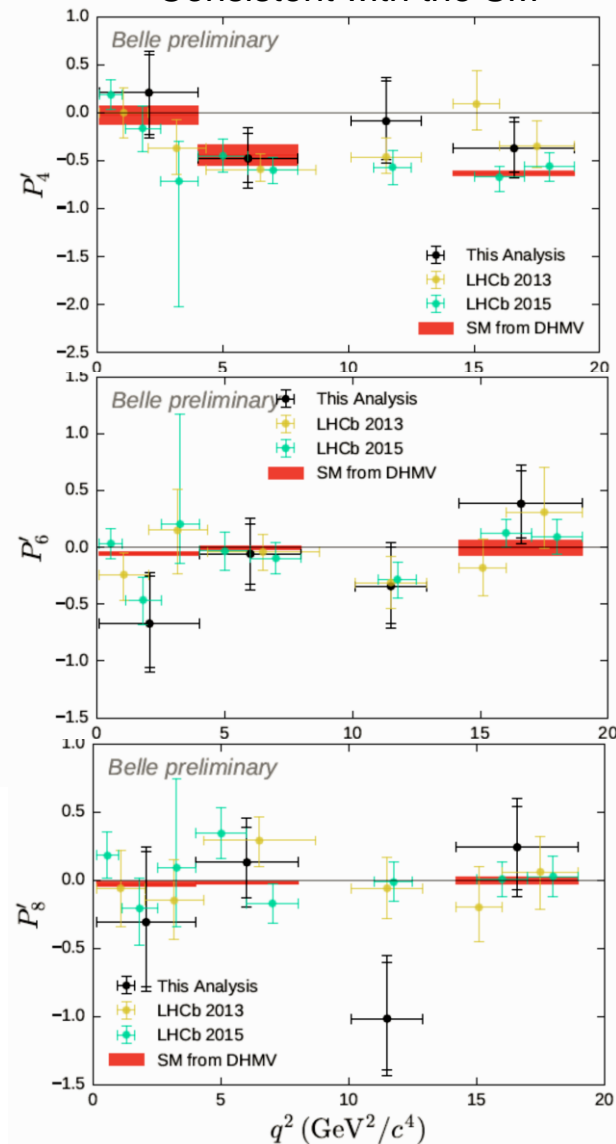 Consistent with the SM
1.0
Belle preliminary
0.5
0.0
−0.5
P′4
−1.0
This Analysis
LHCb 2013
−1.5
LHCb 2015
−2.0
SM from DHMV
−2.5
0 5 10 15 20
1.5
Belle preliminary
This Analysis
LHCb 2013
1.0
LHCb 2015
SM from DHMV
0.5
P′6
0.0
−0.5
−1.0
−1.5
0 5 10 15 20
1.0
Belle preliminary
0.5
P′8
0.0
−0.5
This Analysis
LHCb 2013
−1.0
LHCb 2015
SM from DHMV
−1.5
0 5 10 15 20
q² (GeV²/c⁴)